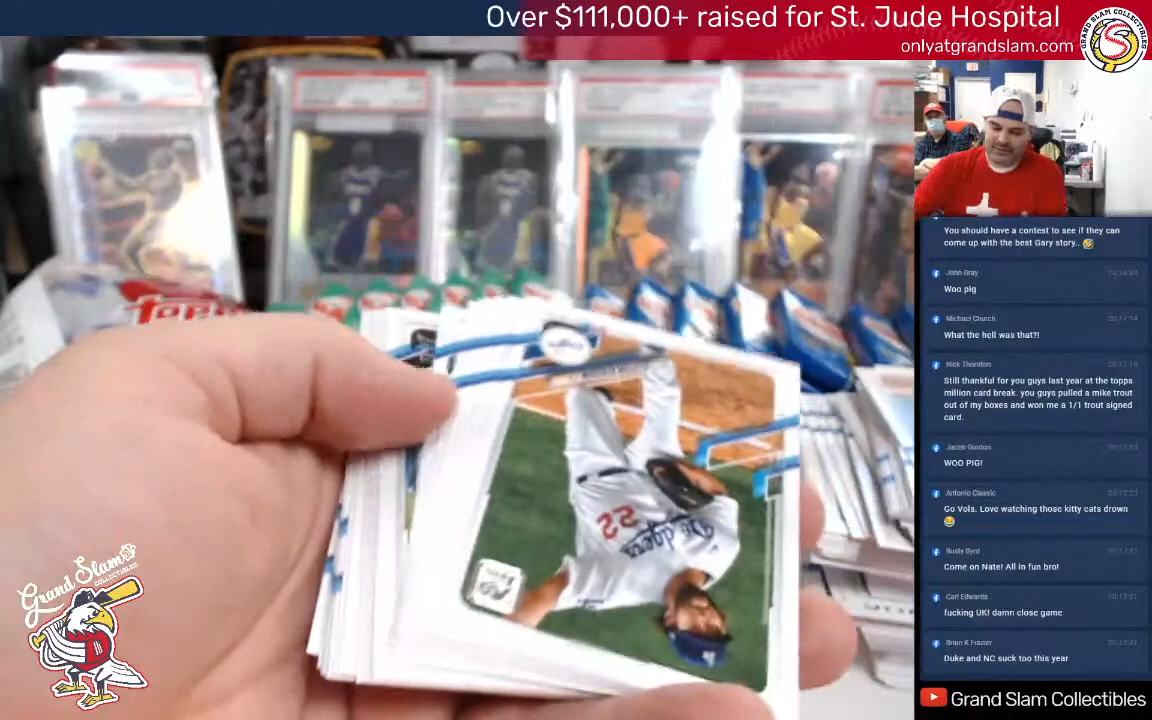 Over $111,000+ raised for St. Jude Hospital
onlyatgrandslam.com
GRAND SLAM COLLECTIBLES
You should have a contest to see if they can
come up with the best Gary story.. 🤣
John Gray
Woo pig
Michael Church
What the hell was that?!
Nick Thornton
Still thankful for you guys last year at the topps
million card break. you guys pulled a mike trout
out of my boxes and won me a 1/1 trout signed
card.
Jacob Gordon
WOO PIG!
Antonio Classic
Go Vols. Love watching those kitty cats drown
😂
Rusty Byrd
Come on Nate! All in fun bro!
Carl Edwards
fucking UK! damn close game
Brian K Frazier
Duke and NC suck too this year
Grand Slam Collectibles
Topps
Dodgers
22
Grand Slam
COLLECTIBLES